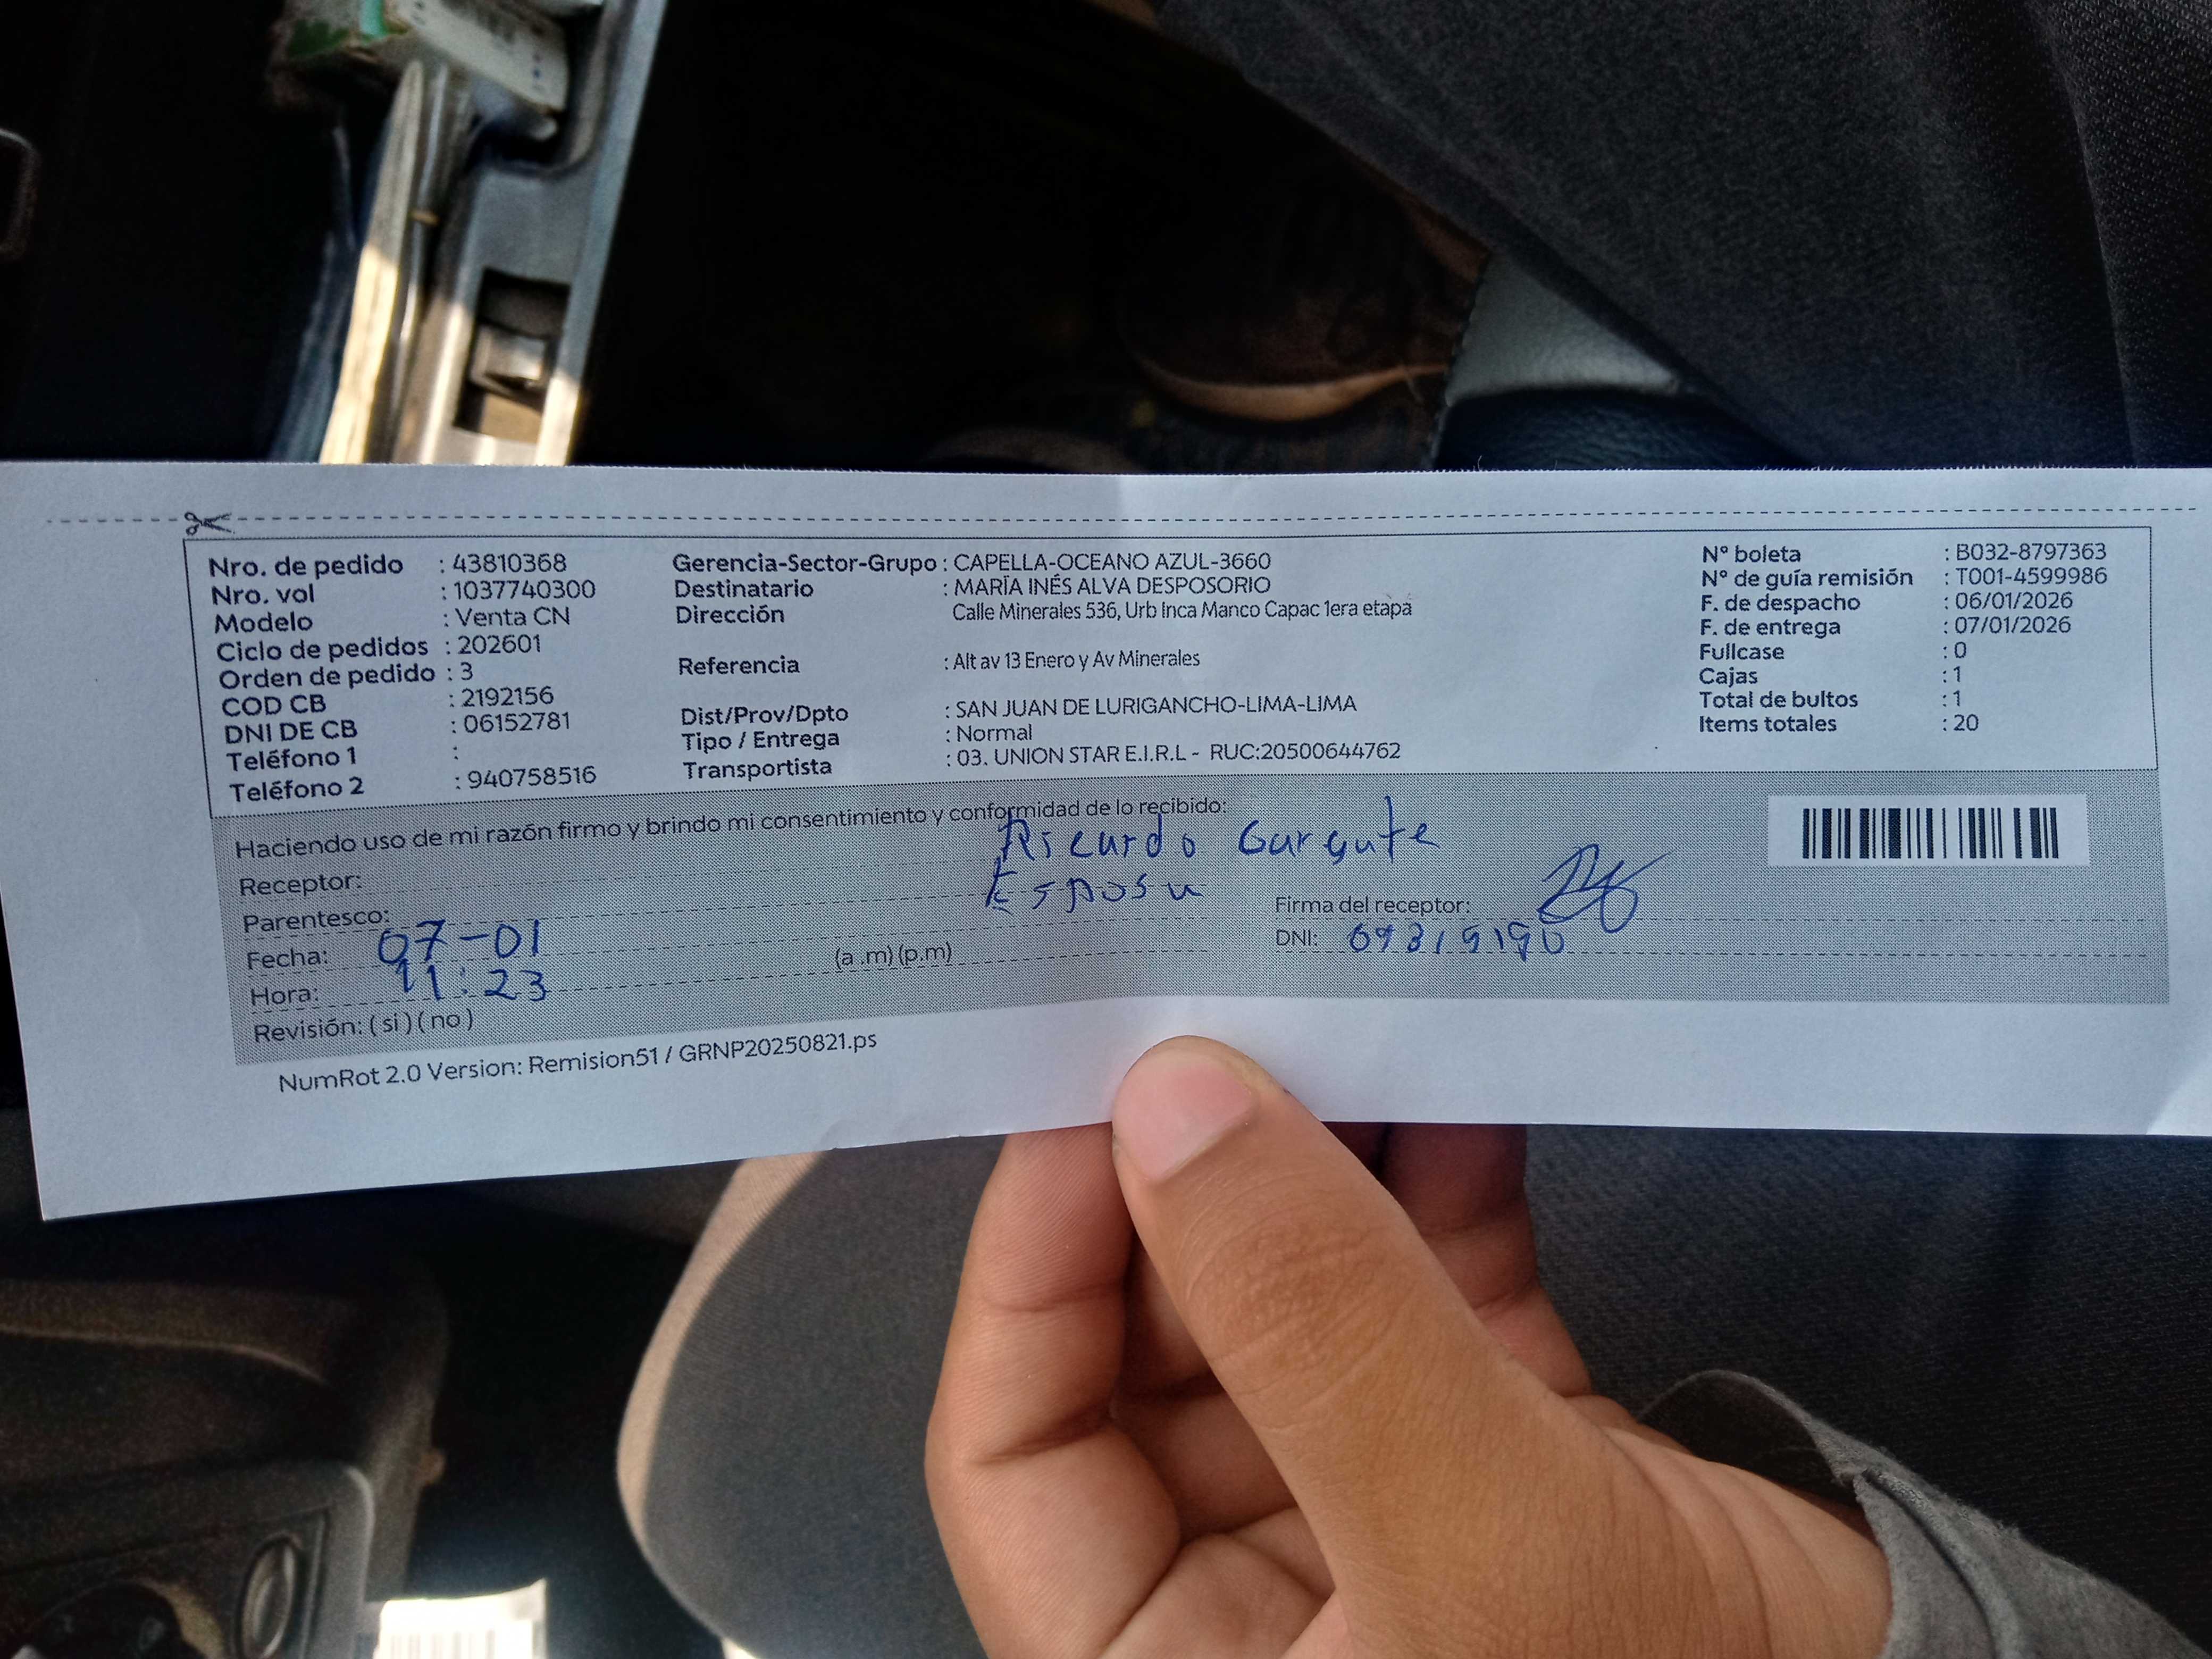 Nro. de pedido : 43810368
Nro. vol : 1037740300
Modelo : Venta CN
Ciclo de pedidos : 202601
Orden de pedido : 3
COD CB : 2192156
DNI DE CB : 06152781
Teléfono 1 :
Teléfono 2 : 940758516
Gerencia-Sector-Grupo : CAPELLA-OCEANO AZUL-3660
Destinatario : MARÍA INÉS ALVA DESPOSORIO
Dirección Calle Minerales 536, Urb Inca Manco Capac 1era etapa
Referencia : Alt av 13 Enero y Av Minerales
Dist/Prov/Dpto : SAN JUAN DE LURIGANCHO-LIMA-LIMA
Tipo / Entrega : Normal
Transportista : 03. UNION STAR E.I.R.L - RUC:20500644762
N° boleta : B032-8797363
N° de guía remisión : T001-4599986
F. de despacho : 06/01/2026
F. de entrega : 07/01/2026
Fullcase : 0
Cajas : 1
Total de bultos : 1
Items totales : 20
Haciendo uso de mi razón firmo y brindo mi consentimiento y conformidad de lo recibido:
Receptor: Ricardo
Parentesco: Esposo
Fecha: 07-01
Hora: 11:23 (a .m) (p.m)
Revisión: ( si ) ( no )
Firma del receptor:
DNI:
NumRot 2.0 Version: Remision51 / GRNP20250821.ps